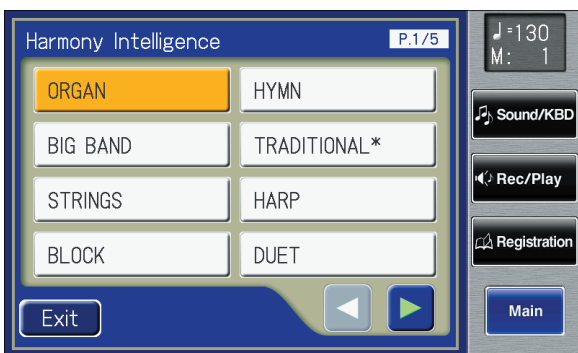 Harmony Intelligence P.1/5
ORGAN HYMN
BIG BAND TRADITIONAL*
STRINGS HARP
BLOCK DUET
Exit
♩=130
M: 1
Sound/KBD
Rec/Play
Registration
Main